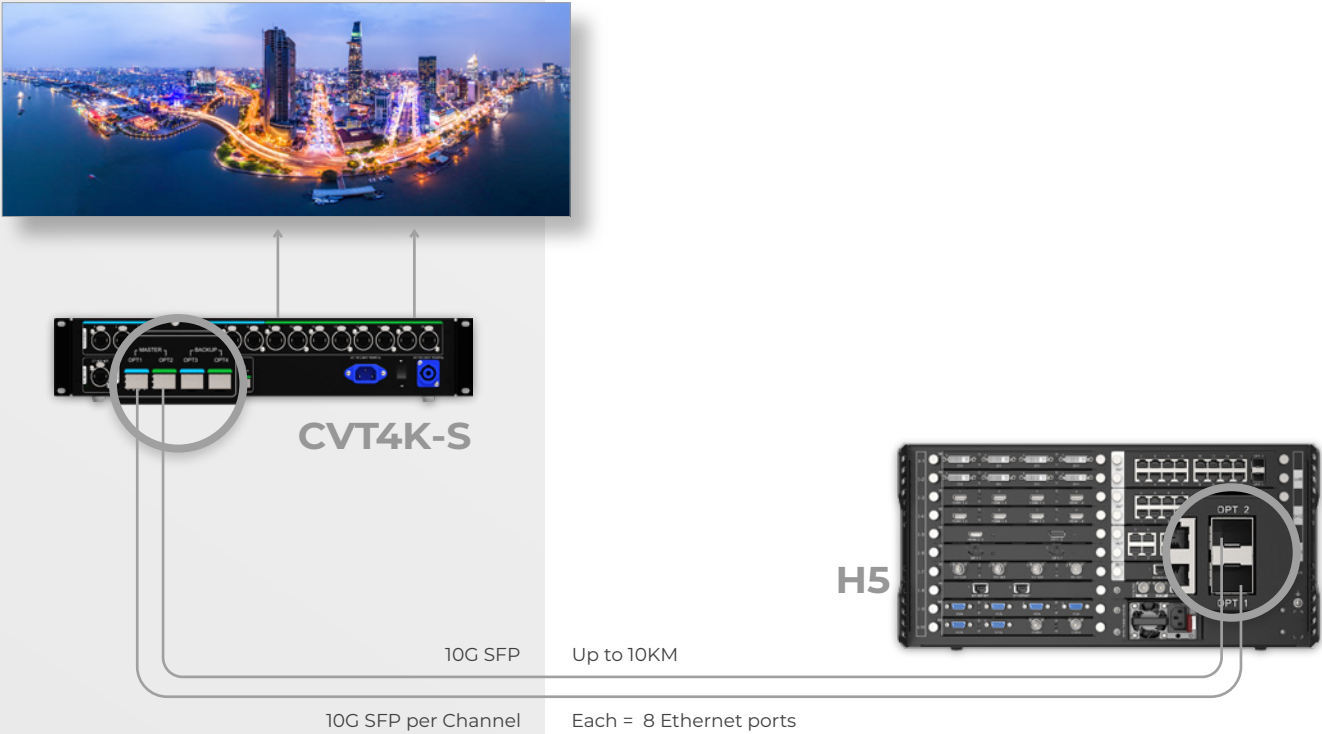 MASTER
BACKUP
OPT1
OPT2
OPT3
OPT4
CVT4K-S
OPT 2
H5
OPT 1
10G SFP
Up to 10KM
10G SFP per Channel
Each = 8 Ethernet ports